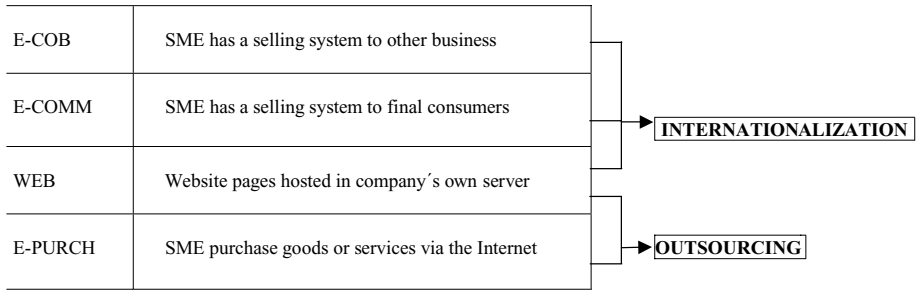 E-COB SME has a selling system to other business
E-COMM SME has a selling system to final consumers
INTERNATIONALIZATION
WEB Website pages hosted in company´s own server
E-PURCH SME purchase goods or services via the Internet
OUTSOURCING